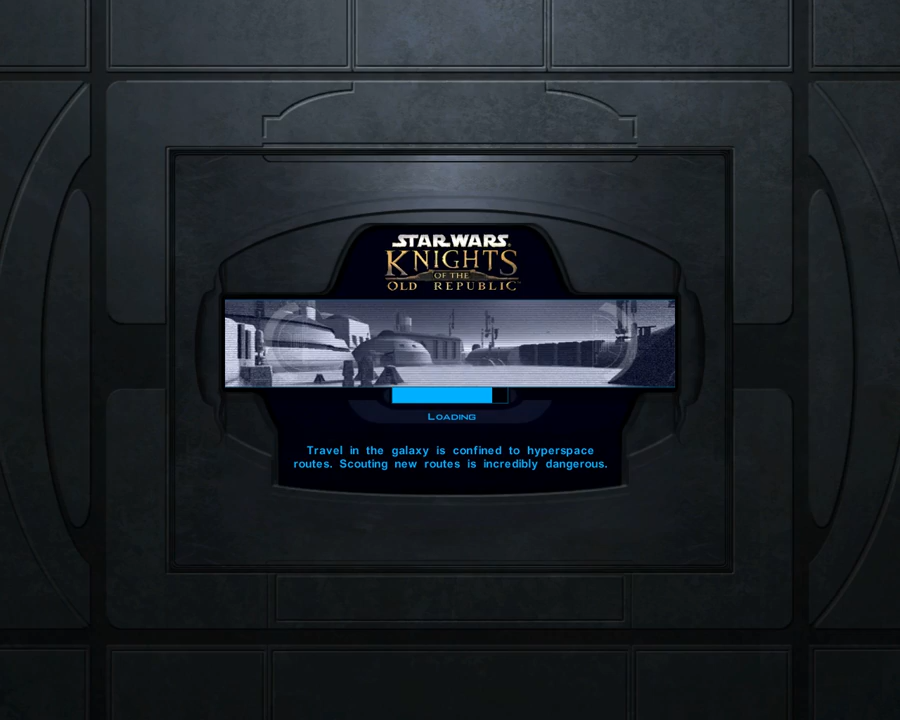 STAR WARS
KNIGHTS
OF THE
OLD REPUBLIC™
LOADING
Travel in the galaxy is confined to hyperspace
routes. Scouting new routes is incredibly dangerous.